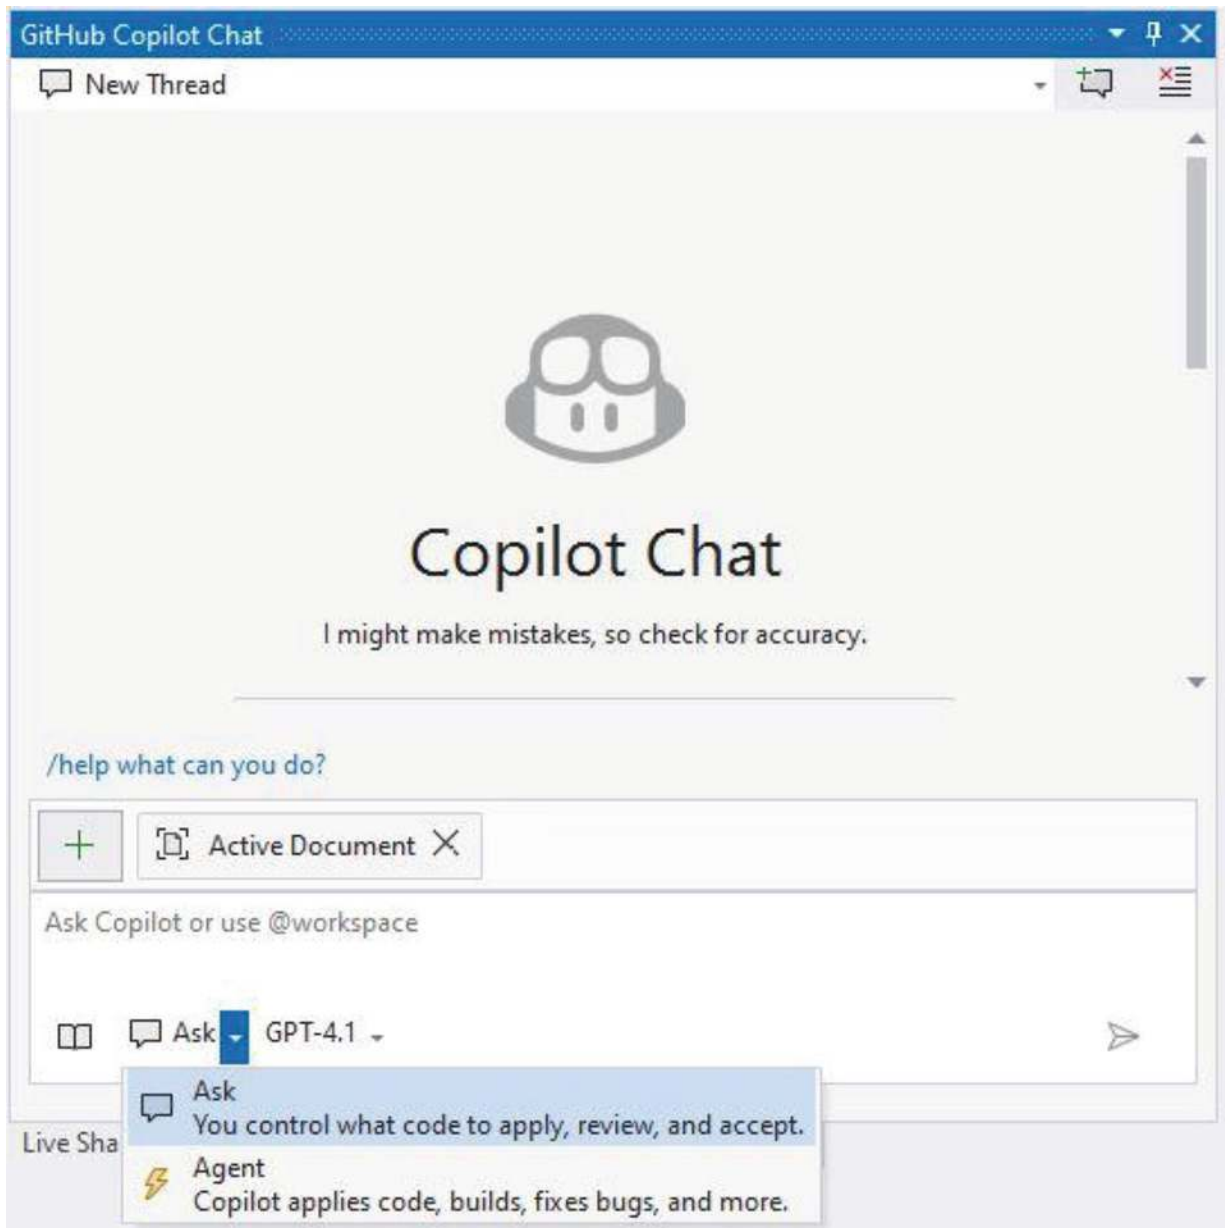 GitHub Copilot Chat
New Thread
Copilot Chat
I might make mistakes, so check for accuracy.
/help what can you do?
Active Document
Ask Copilot or use @workspace
Ask GPT-4.1
Ask
You control what code to apply, review, and accept.
Live Sha
Agent
Copilot applies code, builds, fixes bugs, and more.